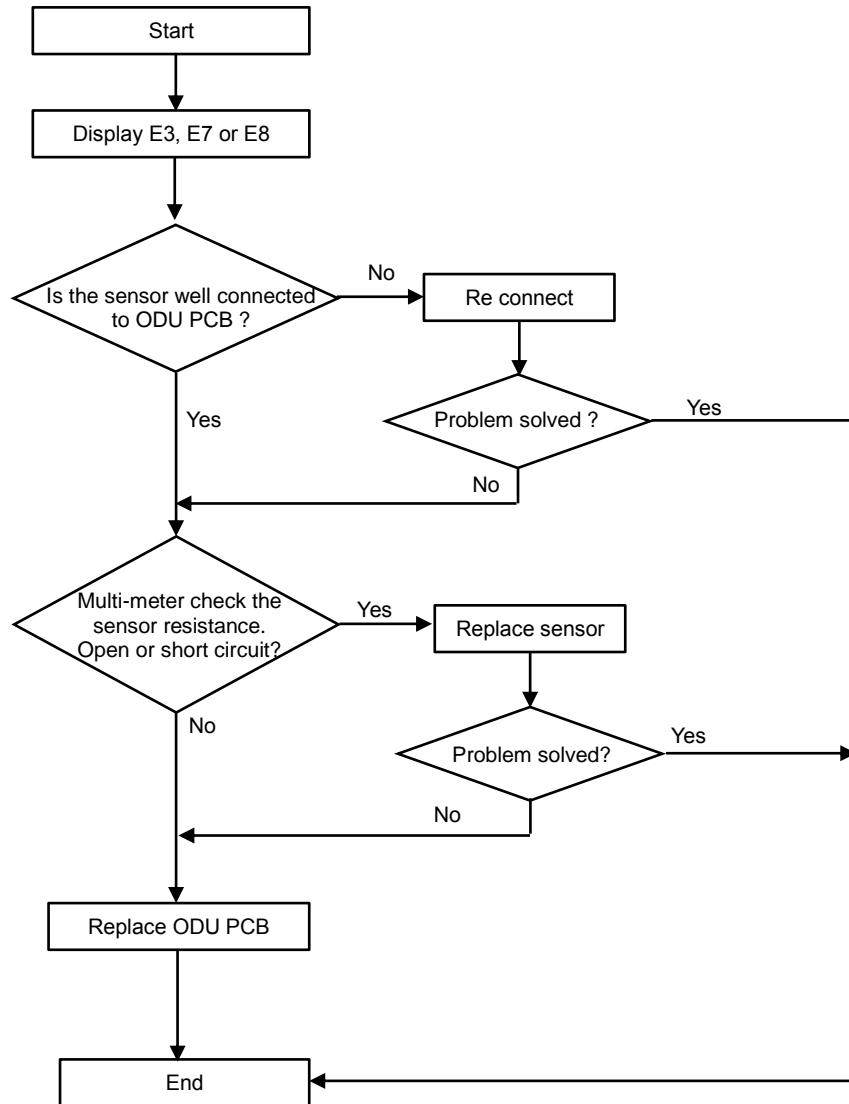 Start
Display E3, E7 or E8
Is the sensor well connected
to ODU PCB ?
No
Re connect
Yes
Problem solved ?
Yes
No
Multi-meter check the
sensor resistance.
Open or short circuit?
Yes
Replace sensor
No
Problem solved?
Yes
No
Replace ODU PCB
End